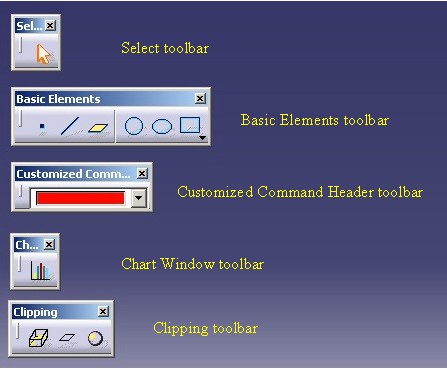 Sel...
Select toolbar
Basic Elements
Basic Elements toolbar
Customized Comm...
Customized Command Header toolbar
Ch...
Chart Window toolbar
Clipping
Clipping toolbar